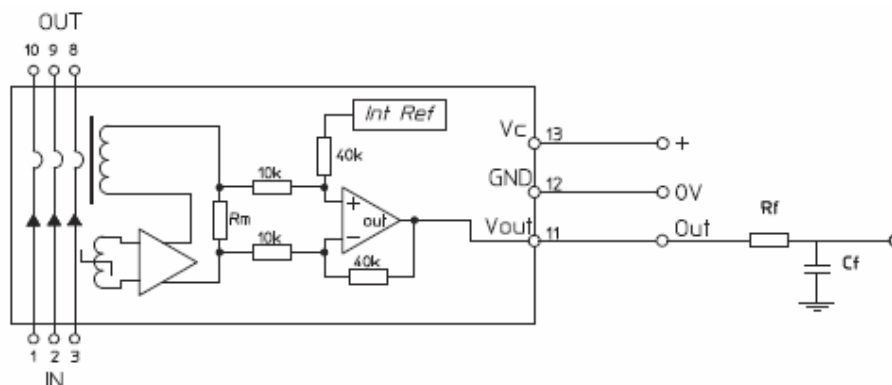 OUT
10 9 8
Int Ref
Vc 13 +
40k
10k
GND 12 0V
Rm
+
out
Vout 11 Out Rf
-
10k
Cf
40k
1 2 3
IN